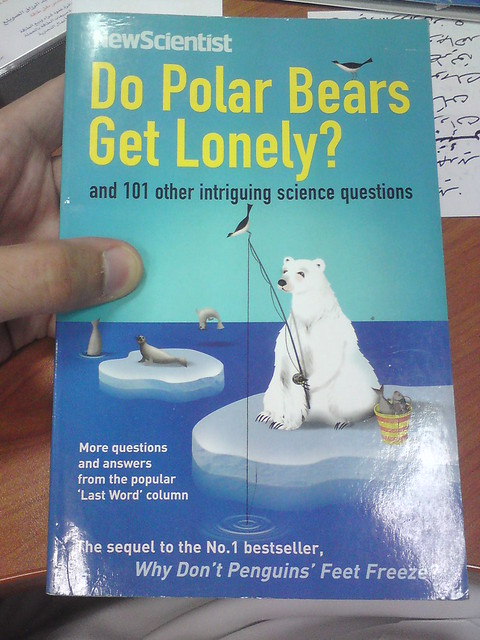 NewScientist
Do Polar Bears
Get Lonely?
and 101 other intriguing science questions
More questions
and answers
from the popular
'Last Word' column
The sequel to the No.1 bestseller,
Why Don't Penguins' Feet Freeze?